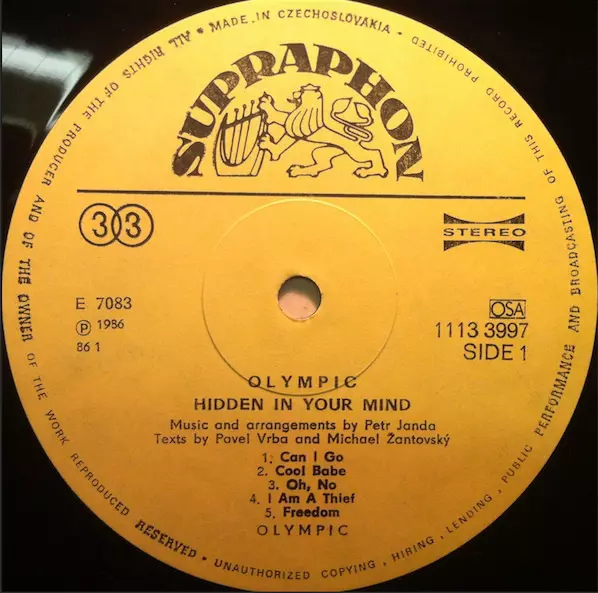 ALL RIGHTS OF THE PRODUCER AND OF THE OWNER OF THE WORK REPRODUCED RESERVED • UNAUTHORIZED COPYING, HIRING, LENDING, PUBLIC PERFORMANCE AND BROADCASTING OF THIS RECORD PROHIBITED • MADE IN CZECHOSLOVAKIA •
SUPRAPHON
33
STEREO
E 7083
Ⓟ 1986
86 1
OSA
1113 3997
SIDE 1
OLYMPIC
HIDDEN IN YOUR MIND
Music and arrangements by Petr Janda
Texts by Pavel Vrba and Michael Žantovský
1. Can I Go
2. Cool Babe
3. Oh, No
4. I Am A Thief
5. Freedom
OLYMPIC